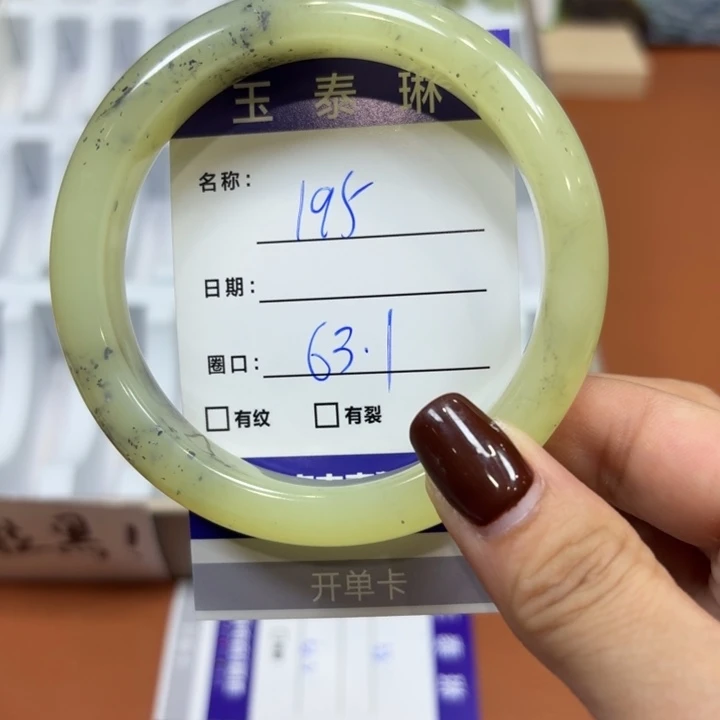 玉泰琳
名称: 195
日期:
圈口: 63.1
□有纹 □有裂
开单卡